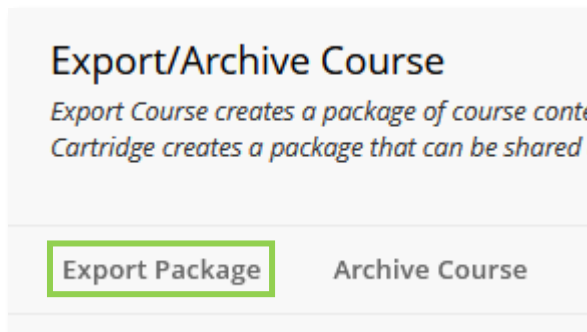 Export/Archive Course
Export Course creates a package of course conte
Cartridge creates a package that can be shared
Export Package Archive Course